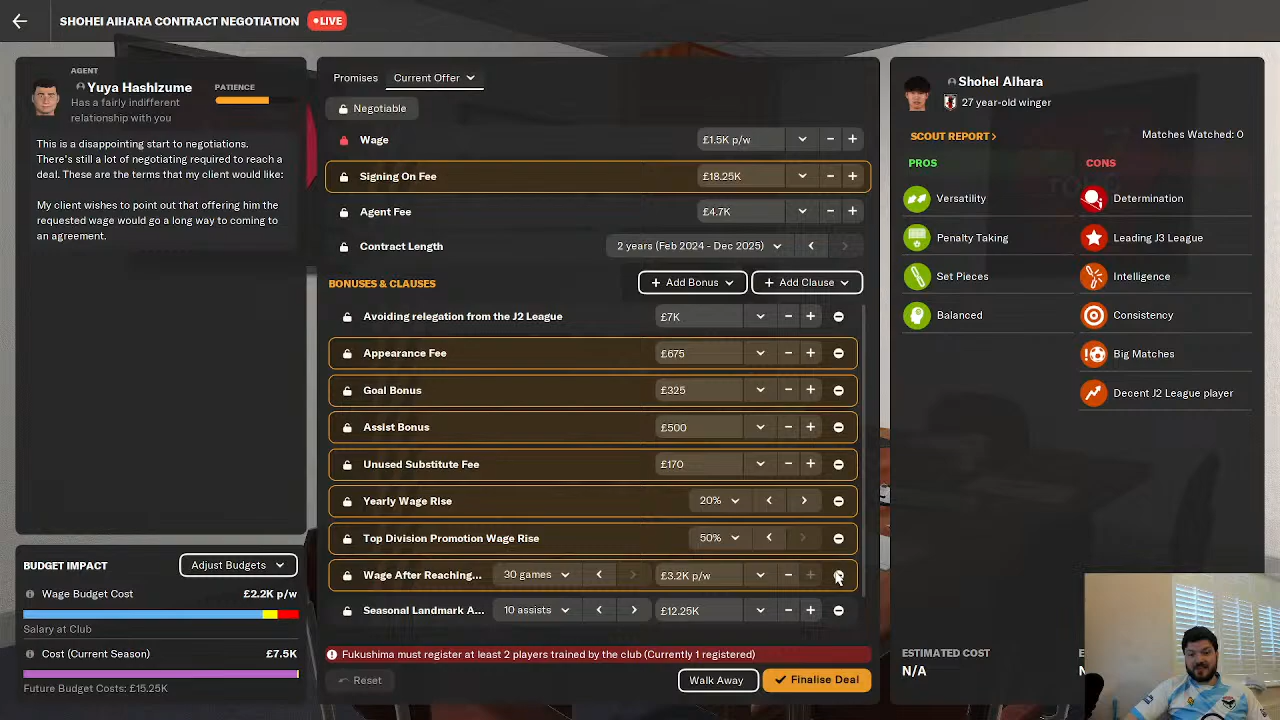 SHOHEI AIHARA CONTRACT NEGOTIATION
LIVE
AGENT
Yuya Hashizume
Has a fairly indifferent
relationship with you
PATIENCE
This is a disappointing start to negotiations.
There's still a lot of negotiating required to reach a
deal. These are the terms that my client would like:
My client wishes to point out that offering him the
requested wage would go a long way to coming to
an agreement.
BUDGET IMPACT
Adjust Budgets
Wage Budget Cost
£2.2K p/w
Salary at Club
Cost (Current Season)
£7.5K
Future Budget Costs: £15.25K
Promises
Current Offer
Negotiable
Wage
£1.5K p/w
Signing On Fee
£18.25K
Agent Fee
£4.7K
Contract Length
2 years (Feb 2024 - Dec 2025)
BONUSES & CLAUSES
+ Add Bonus
+ Add Clause
Avoiding relegation from the J2 League
£7K
Appearance Fee
£675
Goal Bonus
£325
Assist Bonus
£500
Unused Substitute Fee
£170
Yearly Wage Rise
20%
Top Division Promotion Wage Rise
50%
Wage After Reaching...
30 games
£3.2K p/w
Seasonal Landmark A...
10 assists
£12.25K
Fukushima must register at least 2 players trained by the club (Currently 1 registered)
Reset
Walk Away
Finalise Deal
Shohei Aihara
27 year-old winger
SCOUT REPORT>
Matches Watched: 0
PROS
CONS
Versatility
Determination
Penalty Taking
Leading J3 League
Set Pieces
Intelligence
Balanced
Consistency
Big Matches
Decent J2 League player
ESTIMATED COST
N/A